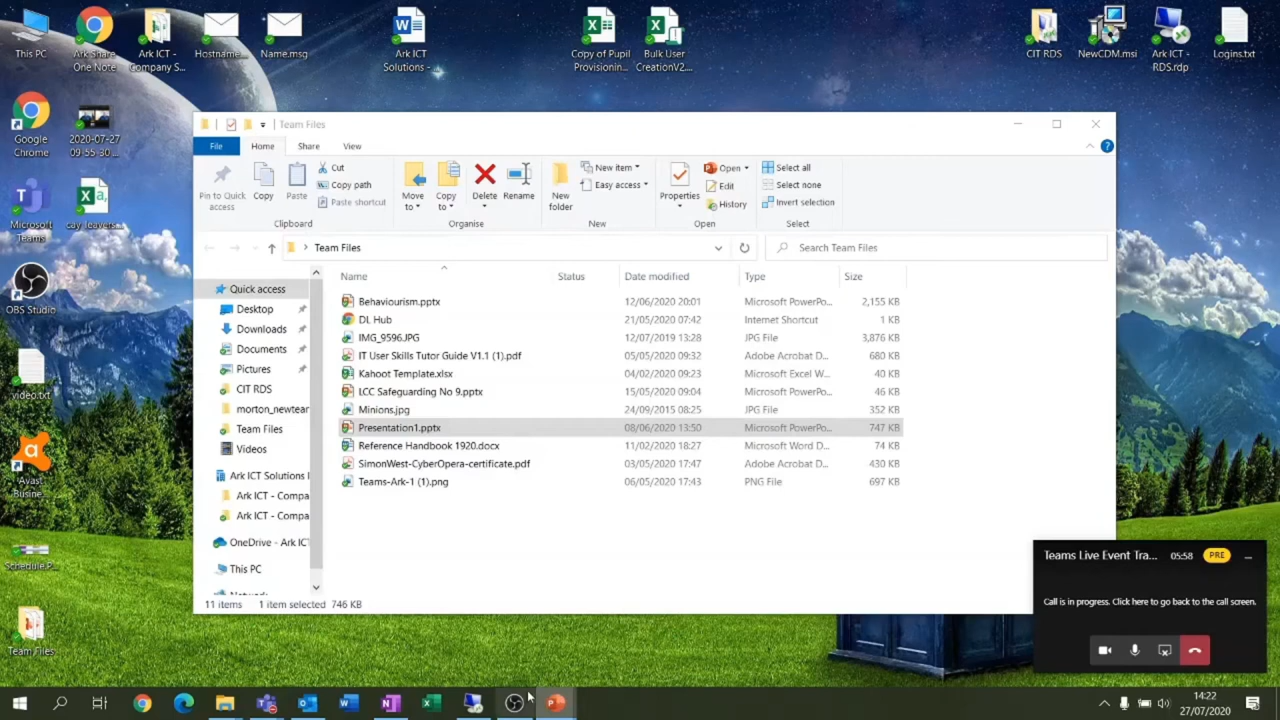 This PC
Ark Share
One Note
Ark ICT -
Company S...
Hostname...
Name.msg
Ark ICT
Solutions - ...
Copy of Pupil
Provisionin...
Bulk User
CreationV2....
CIT RDS
NewCDM.msi
Ark ICT -
RDS.rdp
Logins.txt
Google
Chrome
2020-07-27
09-55-30 ...
Microsoft
Teams
cay_leavers...
OBS Studio
video.txt
Avast
Busine...
Schedule.P...
Team Files
Team Files
File
Home
Share
View
Pin to Quick
access
Copy
Paste
Cut
Copy path
Paste shortcut
Clipboard
Move
to
Copy
to
Delete
Rename
Organise
New
folder
New item
Easy access
New
Properties
Open
Edit
History
Open
Select all
Select none
Invert selection
Select
Team Files
Search Team Files
Quick access
Desktop
Downloads
Documents
Pictures
CIT RDS
morton_newtear
Team Files
Videos
Ark ICT Solutions
Ark ICT - Compa
Ark ICT - Compa
OneDrive - Ark IC
This PC
Name Status Date modified Type Size
Behaviourism.pptx 12/06/2020 20:01 Microsoft PowerPo... 2,155 KB
DL Hub 21/05/2020 07:42 Internet Shortcut 1 KB
IMG_9596.JPG 12/07/2019 13:28 JPG File 3,876 KB
IT User Skills Tutor Guide V1.1 (1).pdf 05/05/2020 09:32 Adobe Acrobat D... 680 KB
Kahoot Template.xlsx 04/02/2020 09:23 Microsoft Excel W... 40 KB
LCC Safeguarding No 9.pptx 15/05/2020 09:04 Microsoft PowerPo... 46 KB
Minions.jpg 24/09/2015 08:25 JPG File 352 KB
Presentation1.pptx 08/06/2020 13:50 Microsoft PowerPo... 747 KB
Reference Handbook 1920.docx 11/02/2020 18:27 Microsoft Word D... 74 KB
SimonWest-CyberOpera-certificate.pdf 03/05/2020 17:47 Adobe Acrobat D... 430 KB
Teams-Ark-1 (1).png 06/05/2020 17:43 PNG File 697 KB
11 items 1 item selected 746 KB
Teams Live Event Tra... 05:58 PRE ...
Call is in progress. Click here to go back to the call screen.
14:22
27/07/2020